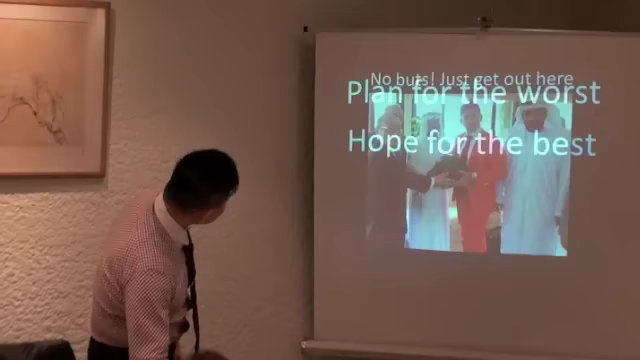 No buts! Just get out here
Plan for the worst
Hope for the best